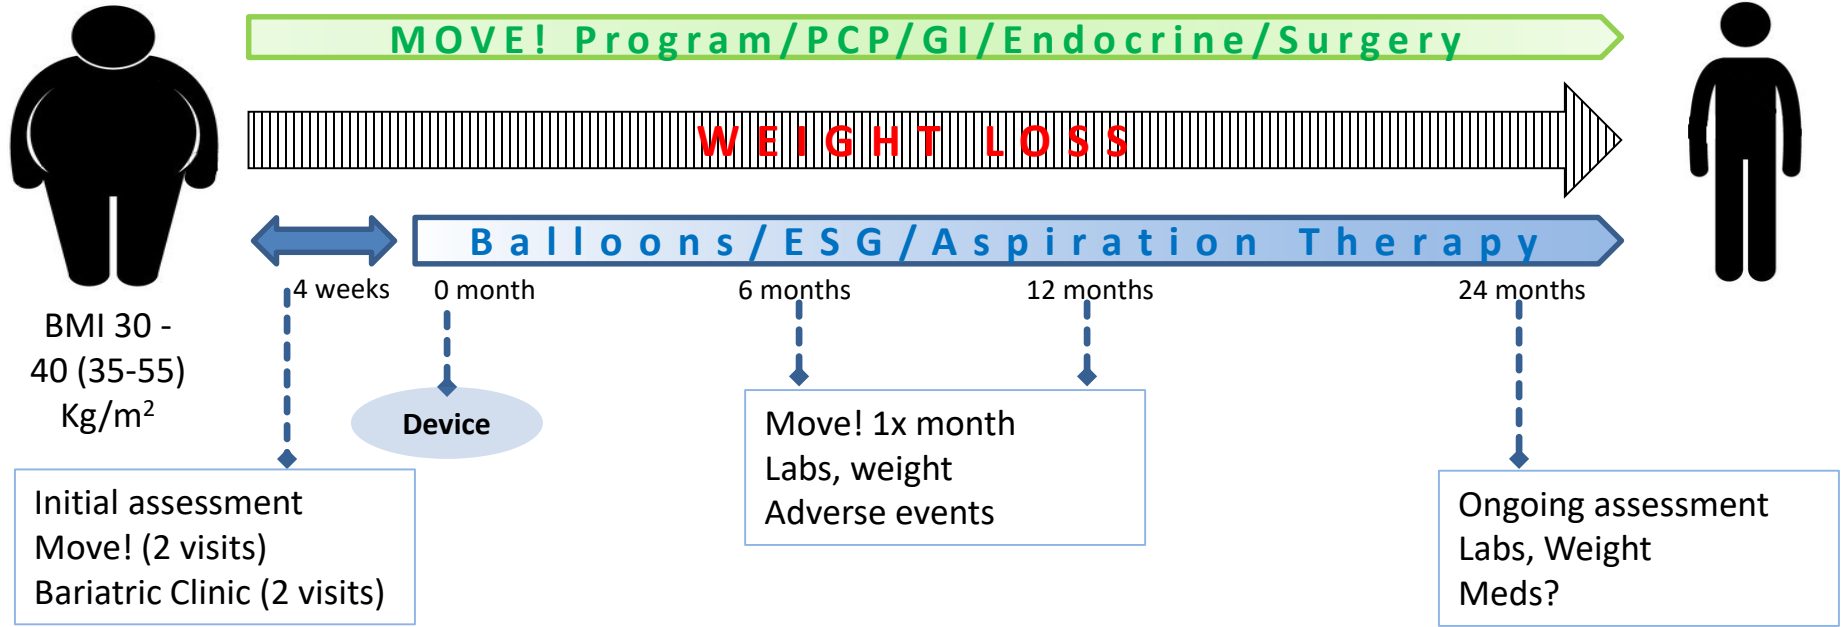 MOVE! Program/PCP/GI/Endocrine/Surgery
WEIGHT LOSS
Balloons/ESG/Aspiration Therapy
4 weeks
0 month
6 months
12 months
24 months
BMI 30 -
40 (35-55)
Kg/m²
Device
Initial assessment
Move! (2 visits)
Bariatric Clinic (2 visits)
Move! 1x month
Labs, weight
Adverse events
Ongoing assessment
Labs, Weight
Meds?